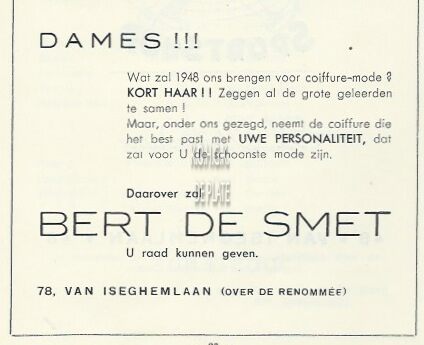 DAMES !!!
Wat zal 1948 ons brengen voor coiffure-mode ?
KORT HAAR!! Zeggen al de grote geleerden
te samen !
Maar, onder ons gezegd, neemt de coiffure die
het best past met UWE PERSONALITEIT, dat
zal voor U de schoonste mode zijn.
Daarover zal
DE PLATE
BERT DE SMET
U raad kunnen geven.
78, VAN ISEGHEMLAAN (OVER DE RENOMMÉE)